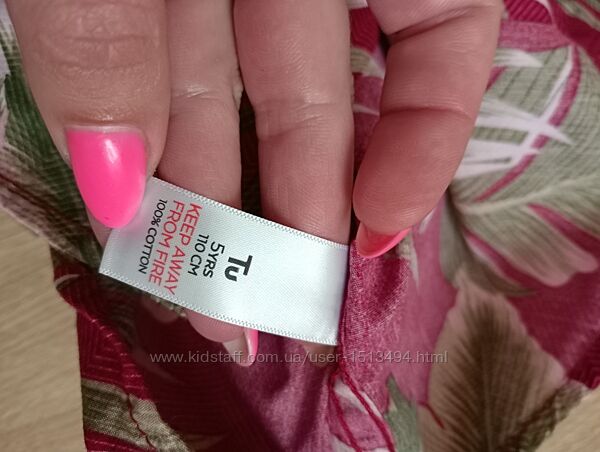 Tu
5YRS
110 CM
KEEP AWAY
FROM FIRE
100% COTTON
www.kidstaff.com.ua/user-1513494.html